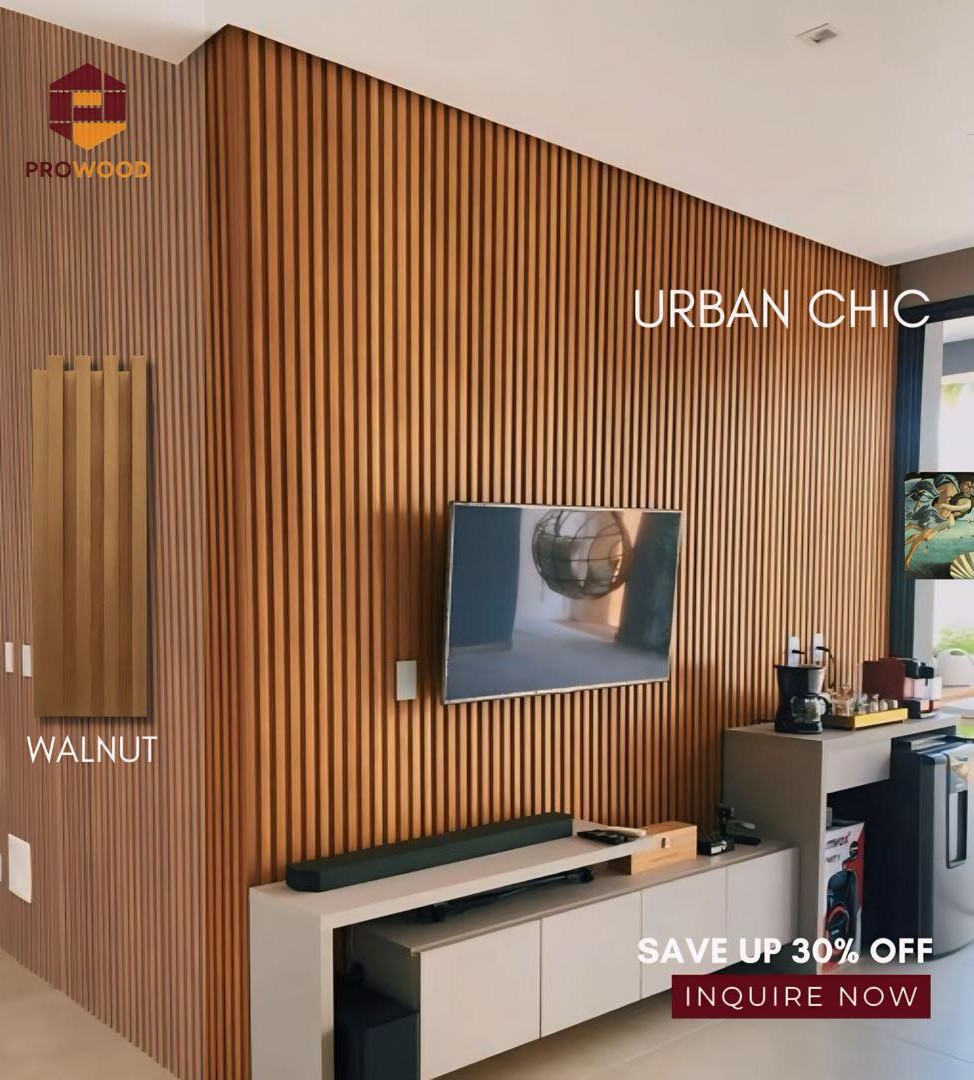 PROWOOD
URBAN CHIC
WALNUT
SAVE UP 30% OFF
INQUIRE NOW